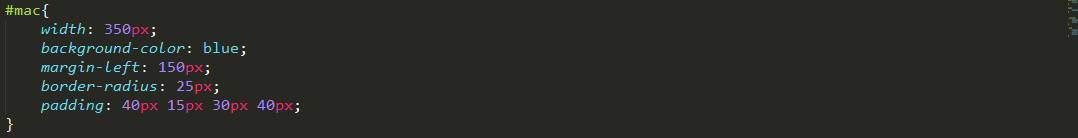 #mac{
    width: 350px;
    background-color: blue;
    margin-left: 150px;
    border-radius: 25px;
    padding: 40px 15px 30px 40px;
}